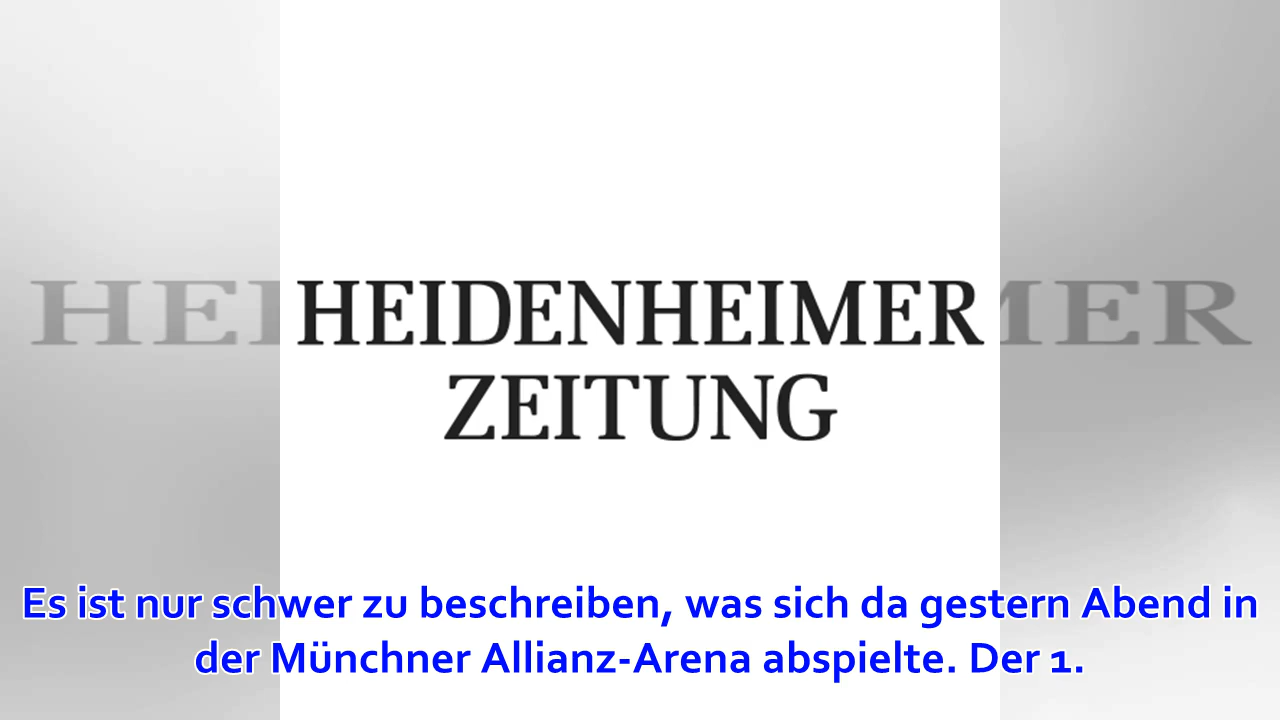 HEIDENHEIMER
ZEITUNG
Es ist nur schwer zu beschreiben, was sich da gestern Abend in
der Münchner Allianz-Arena abspielte. Der 1.